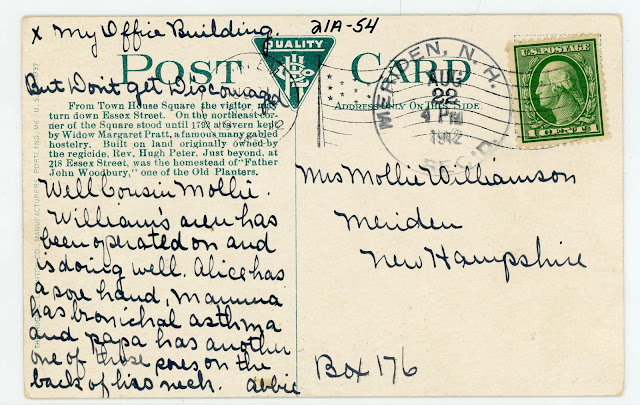 x My Office Building.
21A-54
QUALITY
POST CARD
But Don't get Discouraged
ADDRESS ONLY ON THIS SIDE
From Town House Square the visitor may
turn down Essex Street. On the northeast cor-
ner of the Square stood until 1792 a tavern kept
by Widow Margaret Pratt, a famous many gabled
hostelry. Built on land originally owned by
the regicide, Rev. Hugh Peter. Just beyond, at
218 Essex Street, was the homestead of "Father
John Woodbury," one of the Old Planters.
Well Cousin Mollie.
William's arm has
been operated on and
is doing well. Alice has
a sore hand, Mamma
has bronichal asthma
and papa has another
one of those sores on the
back of his neck. Abbie
MERIDEN, N. H.
AUG
22
4 PM
REC'D.
U.S. POSTAGE
1 CENT 1
Mrs Mollie Williamson
Meriden
New Hampshire
Box 176
MANUFACTURERS, PORTLAND, ME. U.S.